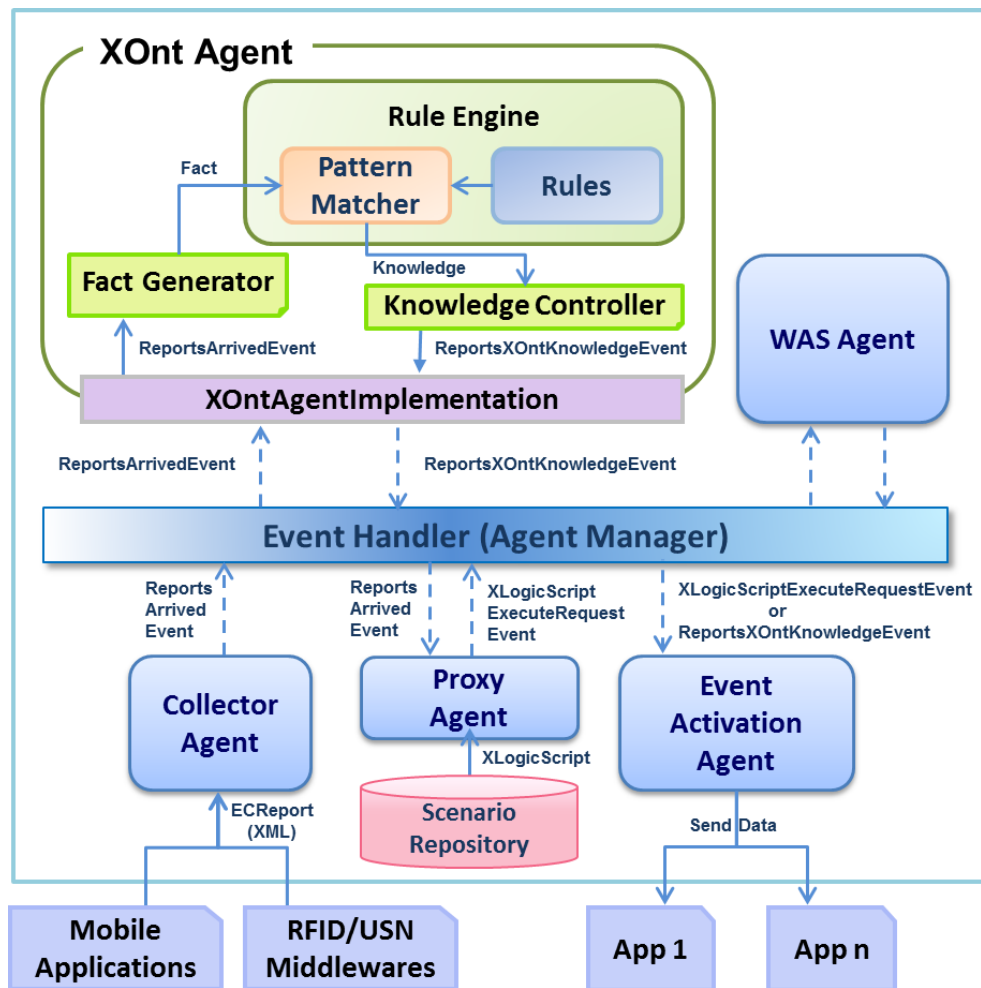 XOnt Agent
Rule Engine
Fact
Pattern
Matcher
Rules
Knowledge
Fact Generator
Knowledge Controller
WAS Agent
ReportsArrivedEvent
ReportsXOntKnowledgeEvent
XOntAgentImplementation
ReportsArrivedEvent
ReportsXOntKnowledgeEvent
Event Handler (Agent Manager)
Reports
Arrived
Event
Reports
Arrived
Event
XLogicScript
ExecuteRequest
Event
XLogicScriptExecuteRequestEvent
or
ReportsXOntKnowledgeEvent
Collector
Agent
Proxy
Agent
Event
Activation
Agent
XLogicScript
ECReport
(XML)
Scenario
Repository
Send Data
Mobile
Applications
RFID/USN
Middlewares
App 1
App n